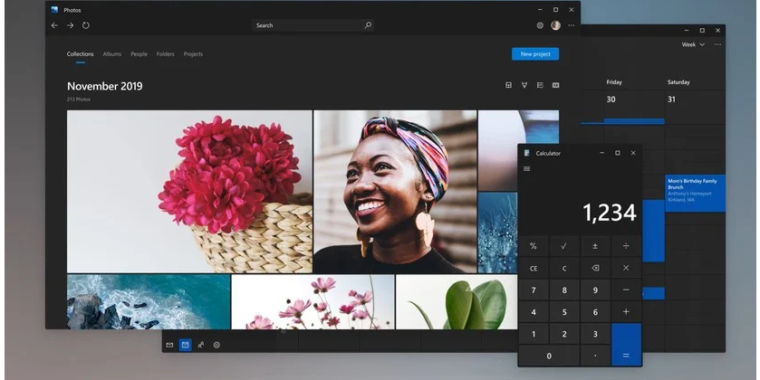 Photos
Search
Collections Albums People Folders Projects
New project
November 2019
213 Photos
Week
Friday Saturday
30 31
Mom's Birthday Family
Brunch
Kirkland, WA
Calculator
1,234
% √ ± ÷
CE C ⌫ ×
7 8 9 −
4 5 6 +
1 2 3
0 . =